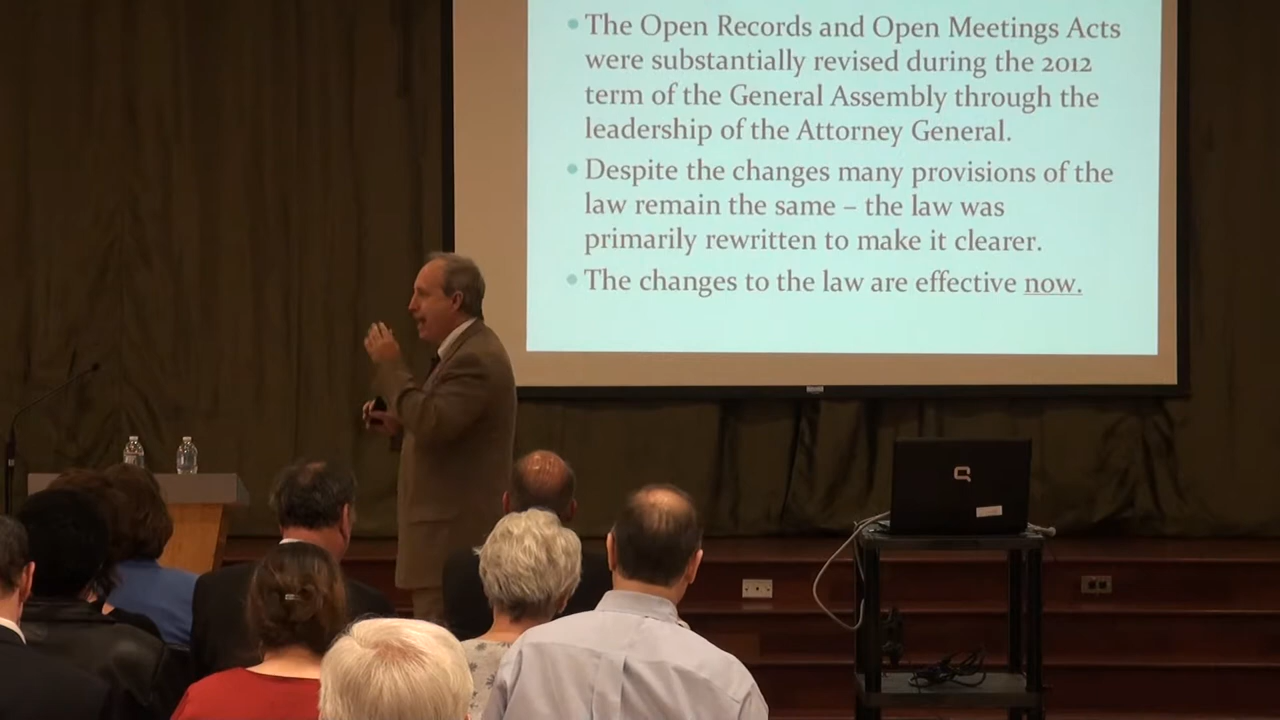 • The Open Records and Open Meetings Acts
were substantially revised during the 2012
term of the General Assembly through the
leadership of the Attorney General.
• Despite the changes many provisions of the
law remain the same – the law was
primarily rewritten to make it clearer.
• The changes to the law are effective now.